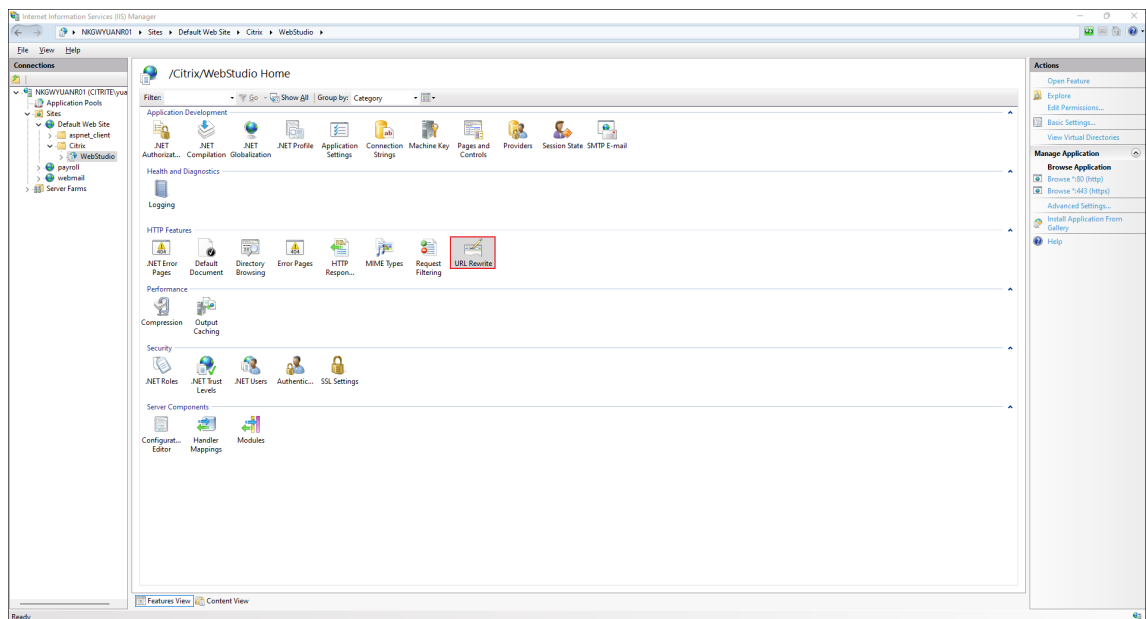 Internet Information Services (IIS) Manager
NKGWYUANR01 ▸ Sites ▸ Default Web Site ▸ Citrix ▸ WebStudio ▸
File View Help
Connections
NKGWYUANR01 (CITRITE\yua
Application Pools
Sites
Default Web Site
aspnet_client
Citrix
WebStudio
payroll
webmail
Server Farms
/Citrix/WebStudio Home
Filter: Go Show All Group by: Category
Application Development
.NET Authorizat...
.NET Compilation
.NET Globalization
.NET Profile
Application Settings
Connection Strings
Machine Key
Pages and Controls
Providers
Session State
SMTP E-mail
Health and Diagnostics
Logging
HTTP Features
.NET Error Pages
Default Document
Directory Browsing
Error Pages
HTTP Respon...
MIME Types
Request Filtering
URL Rewrite
Performance
Compression
Output Caching
Security
.NET Roles
.NET Trust Levels
.NET Users
Authentic...
SSL Settings
Server Components
Configurat... Editor
Handler Mappings
Modules
Features View Content View
Ready
Actions
Open Feature
Explore
Edit Permissions...
Basic Settings...
View Virtual Directories
Manage Application
Browse Application
Browse *:80 (http)
Browse *:443 (https)
Advanced Settings...
Install Application From
Gallery
Help